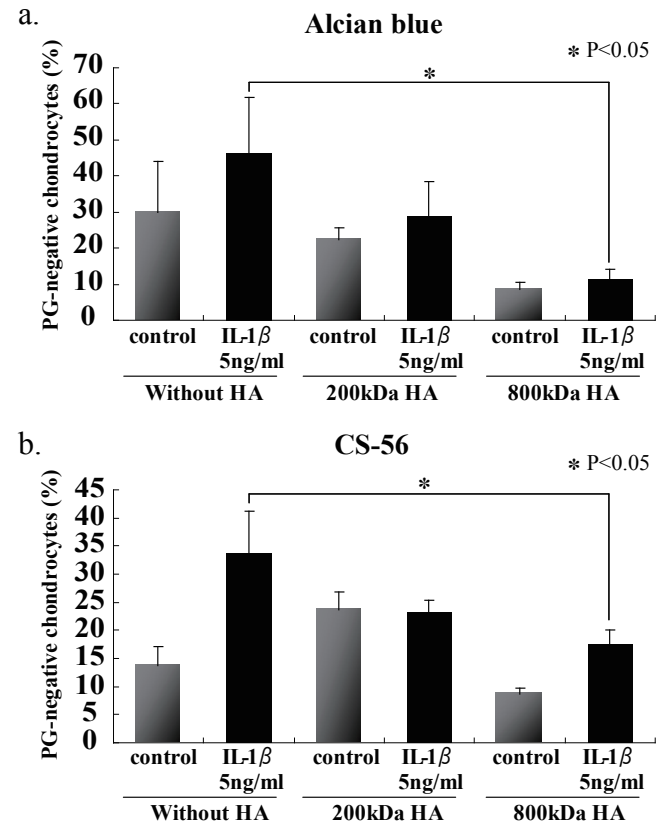 a.
Alcian blue
* P<0.05
*
PG-negative chondrocytes (%)
70
60
50
40
30
20
10
0
control IL-1β control IL-1β control IL-1β
5ng/ml 5ng/ml 5ng/ml
Without HA 200kDa HA 800kDa HA
b.
CS-56
* P<0.05
*
PG-negative chondrocytes (%)
45
40
35
30
25
20
15
10
5
0
control IL-1β control IL-1β control IL-1β
5ng/ml 5ng/ml 5ng/ml
Without HA 200kDa HA 800kDa HA